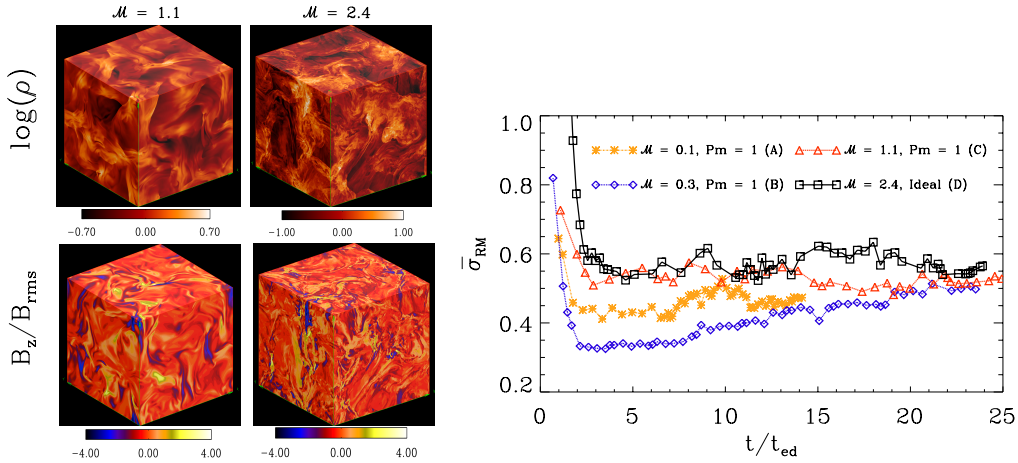 ℳ = 1.1
ℳ = 2.4
log(ρ)
−0.70 0.00 0.70
−1.00 0.00 1.00
B_z/B_rms
−4.00 0.00 4.00
−4.00 0.00 4.00
σ̅_RM
1.0
0.8
0.6
0.4
0.2
ℳ = 0.1, Pm = 1 (A)
ℳ = 1.1, Pm = 1 (C)
ℳ = 0.3, Pm = 1 (B)
ℳ = 2.4, Ideal (D)
0 5 10 15 20 25
t/t_ed